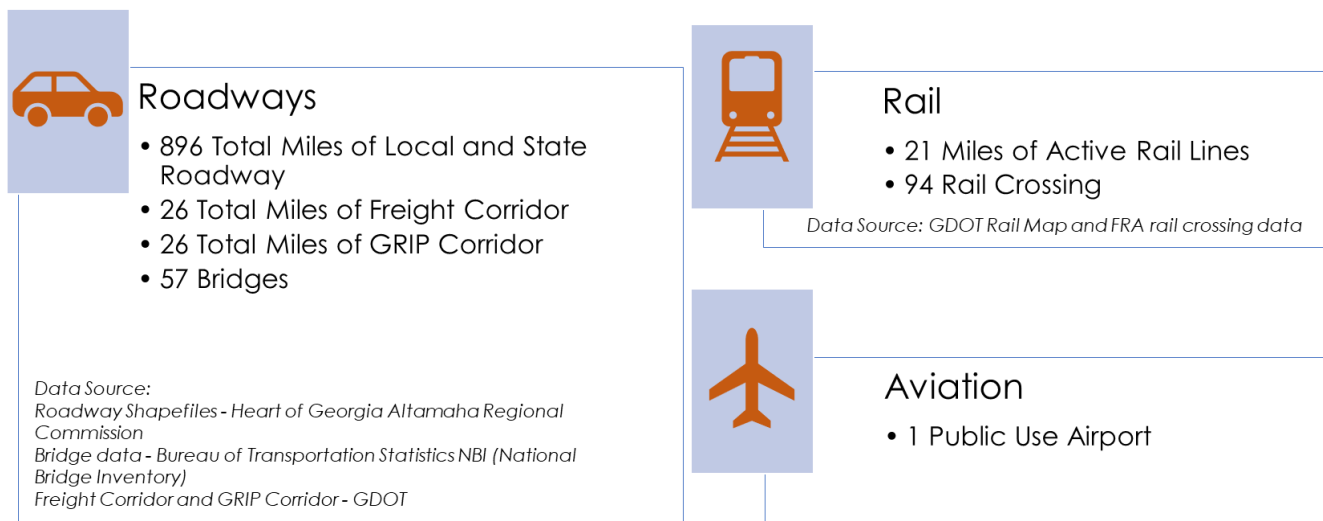 Roadways
• 896 Total Miles of Local and State
Roadway
• 26 Total Miles of Freight Corridor
• 26 Total Miles of GRIP Corridor
• 57 Bridges
Data Source:
Roadway Shapefiles - Heart of Georgia Altamaha Regional
Commission
Bridge data - Bureau of Transportation Statistics NBI (National
Bridge Inventory)
Freight Corridor and GRIP Corridor - GDOT
Rail
• 21 Miles of Active Rail Lines
• 94 Rail Crossing
Data Source: GDOT Rail Map and FRA rail crossing data
Aviation
• 1 Public Use Airport